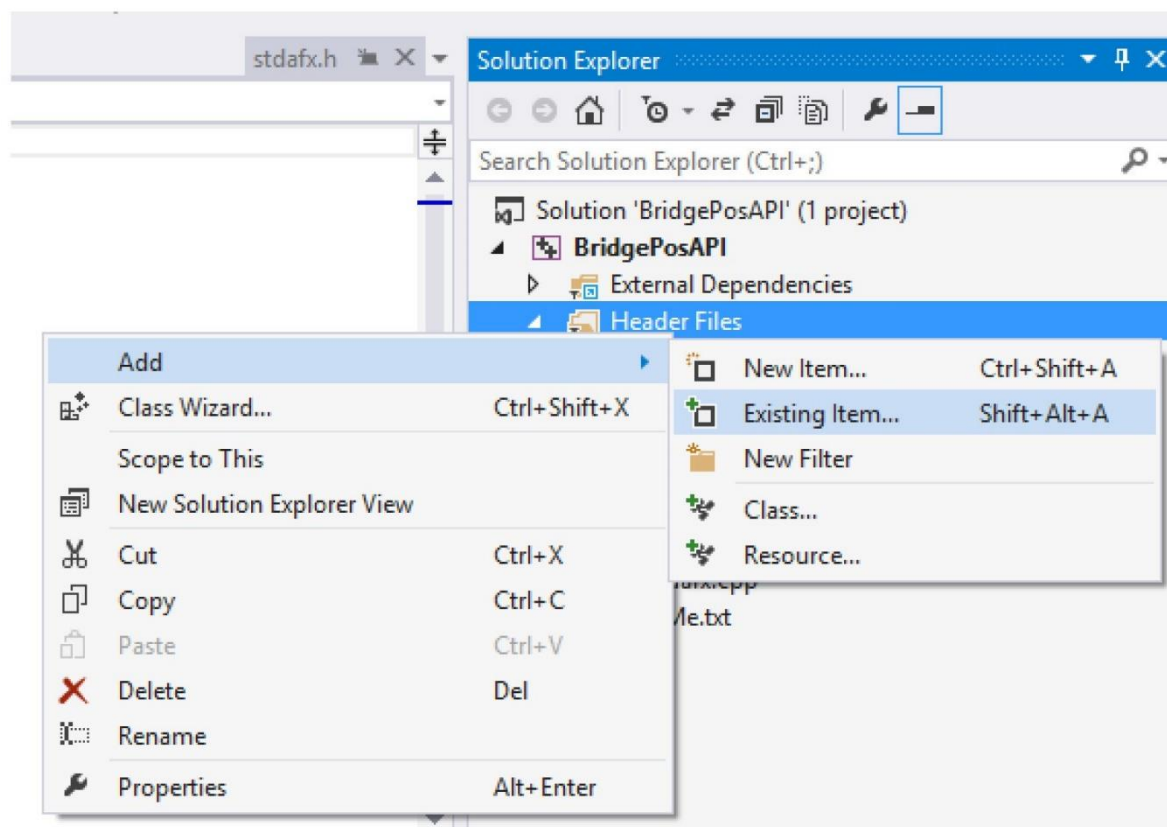 stdafx.h
Solution Explorer
Search Solution Explorer (Ctrl+;)
Solution 'BridgePosAPI' (1 project)
BridgePosAPI
External Dependencies
Header Files
Add
Class Wizard... Ctrl+Shift+X
Scope to This
New Solution Explorer View
Cut Ctrl+X
Copy Ctrl+C
Paste Ctrl+V
Delete Del
Rename
Properties Alt+Enter
New Item... Ctrl+Shift+A
Existing Item... Shift+Alt+A
New Filter
Class...
Resource...
Me.txt